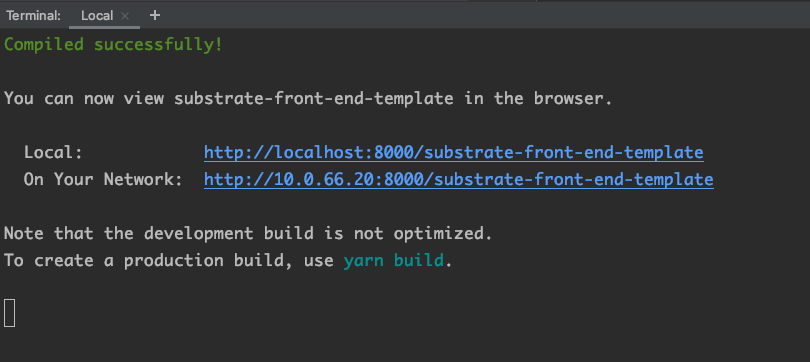 Terminal: Local × +
Compiled successfully!
You can now view substrate-front-end-template in the browser.
Local: http://localhost:8000/substrate-front-end-template
On Your Network: http://10.0.66.20:8000/substrate-front-end-template
Note that the development build is not optimized.
To create a production build, use yarn build.